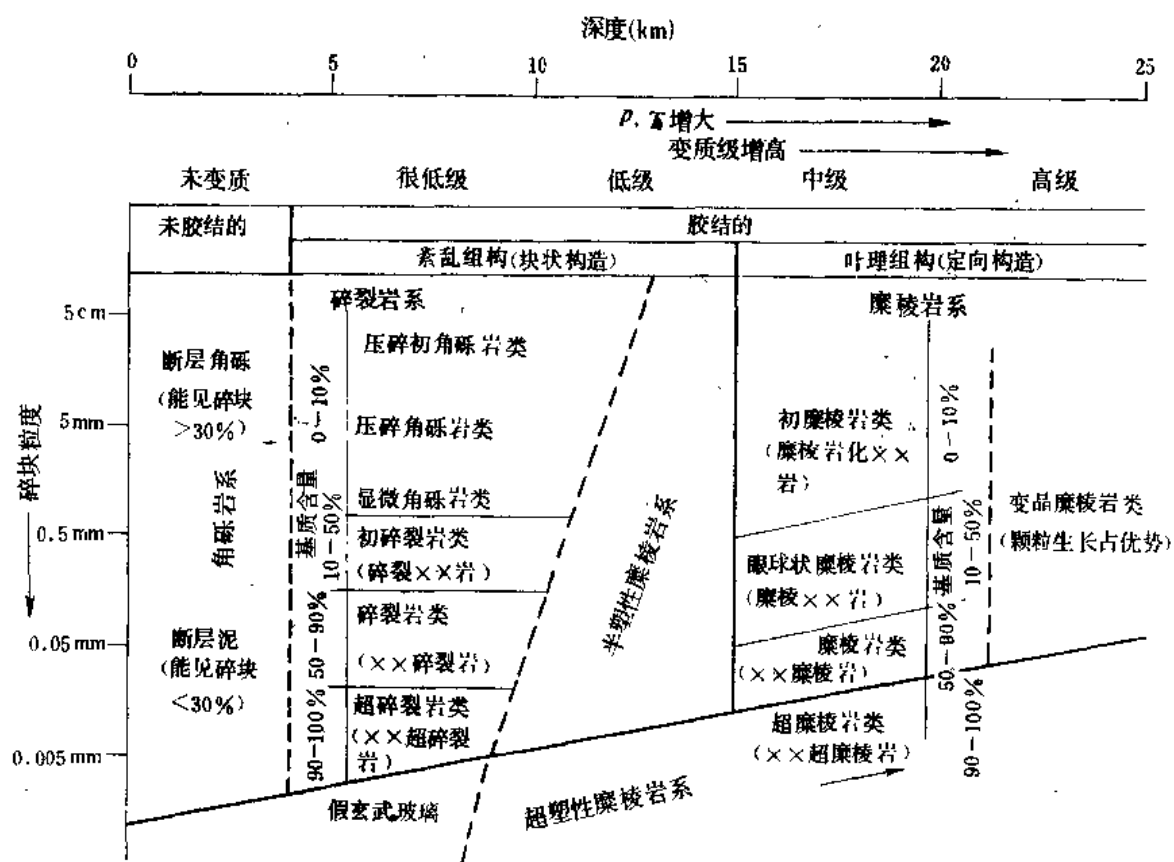 深度(km)
0 5 10 15 20 25
P、T增大
变质级增高
未变质 很低级 低级 中级 高级
未胶结的 胶结的
紊乱组构(块状构造) 叶理组构(定向构造)
碎裂岩系 糜棱岩系
5cm
5mm
0.5mm
0.05mm
0.005mm
碎块粒度
断层角砾
(能见碎块
>30%)
角砾岩系
断层泥
(能见碎块
<30%)
基质含量
0-10%
10-50%
50-90%
90-100%
压碎初角砾岩类
压碎角砾岩类
显微角砾岩类
初碎裂岩类
(碎裂××岩)
碎裂岩类
(××碎裂岩)
超碎裂岩类
(××超碎裂
岩)
假玄武玻璃
半塑性糜棱岩系
超塑性糜棱岩系
初糜棱岩类
(糜棱岩化××
岩)
眼球状糜棱岩类
(糜棱××岩)
糜棱岩类
(××糜棱岩)
超糜棱岩类
(××超糜棱岩)
基质含量
0-10%
10-50%
50-90%
90-100%
变晶糜棱岩类
(颗粒生长占优势)